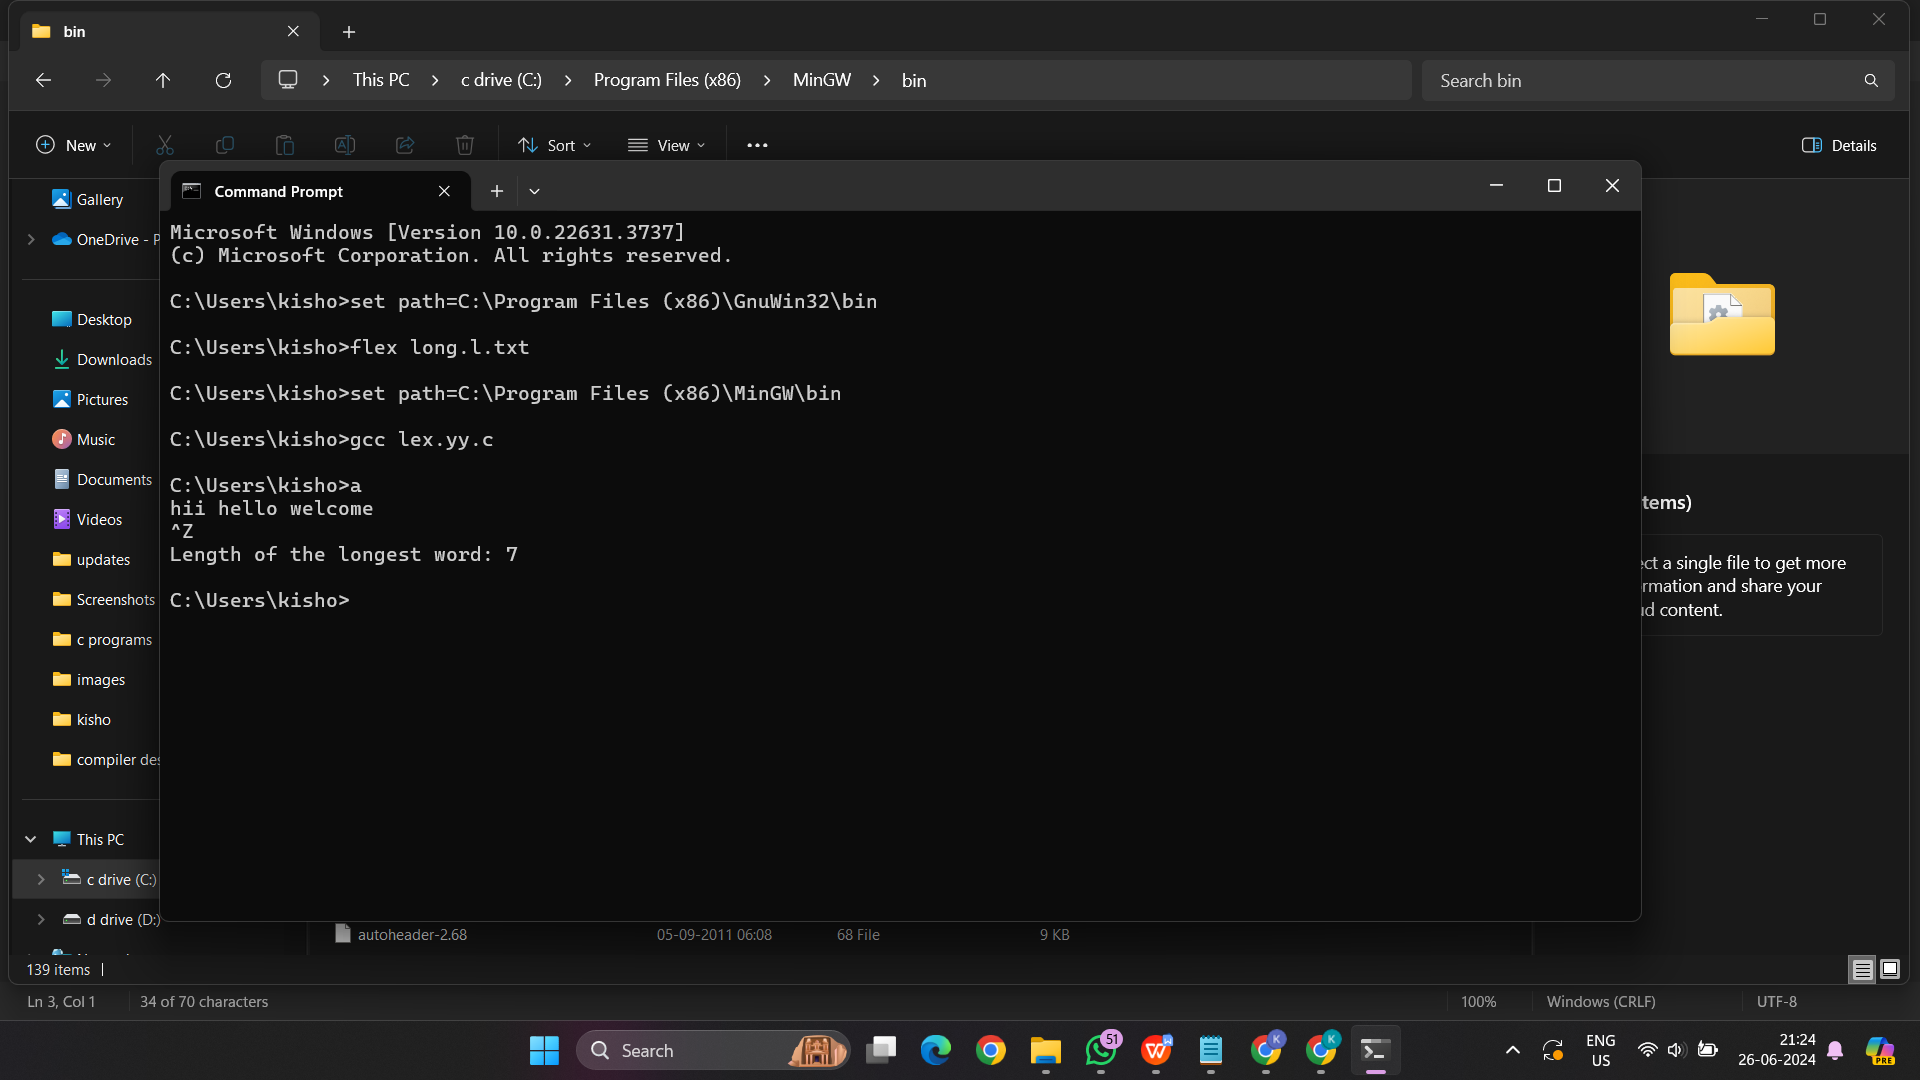 bin
This PC
c drive (C:)
Program Files (x86)
MinGW
bin
Search bin
New
Sort
View
Details
Gallery
OneDrive - P
Desktop
Downloads
Pictures
Music
Documents
Videos
updates
Screenshots
c programs
images
kisho
compiler des
This PC
c drive (C:)
d drive (D:)
Command Prompt
Microsoft Windows [Version 10.0.22631.3737]
(c) Microsoft Corporation. All rights reserved.
C:\Users\kisho>set path=C:\Program Files (x86)\GnuWin32\bin
C:\Users\kisho>flex long.l.txt
C:\Users\kisho>set path=C:\Program Files (x86)\MinGW\bin
C:\Users\kisho>gcc lex.yy.c
C:\Users\kisho>a
hii hello welcome
^Z
Length of the longest word: 7
C:\Users\kisho>
tems)
ect a single file to get more
rmation and share your
ud content.
autoheader-2.68 05-09-2011 06:08 68 File 9 KB
139 items
Ln 3, Col 1 34 of 70 characters 100% Windows (CRLF) UTF-8
Search
51
K
K
ENG
US
21:24
26-06-2024
PRE